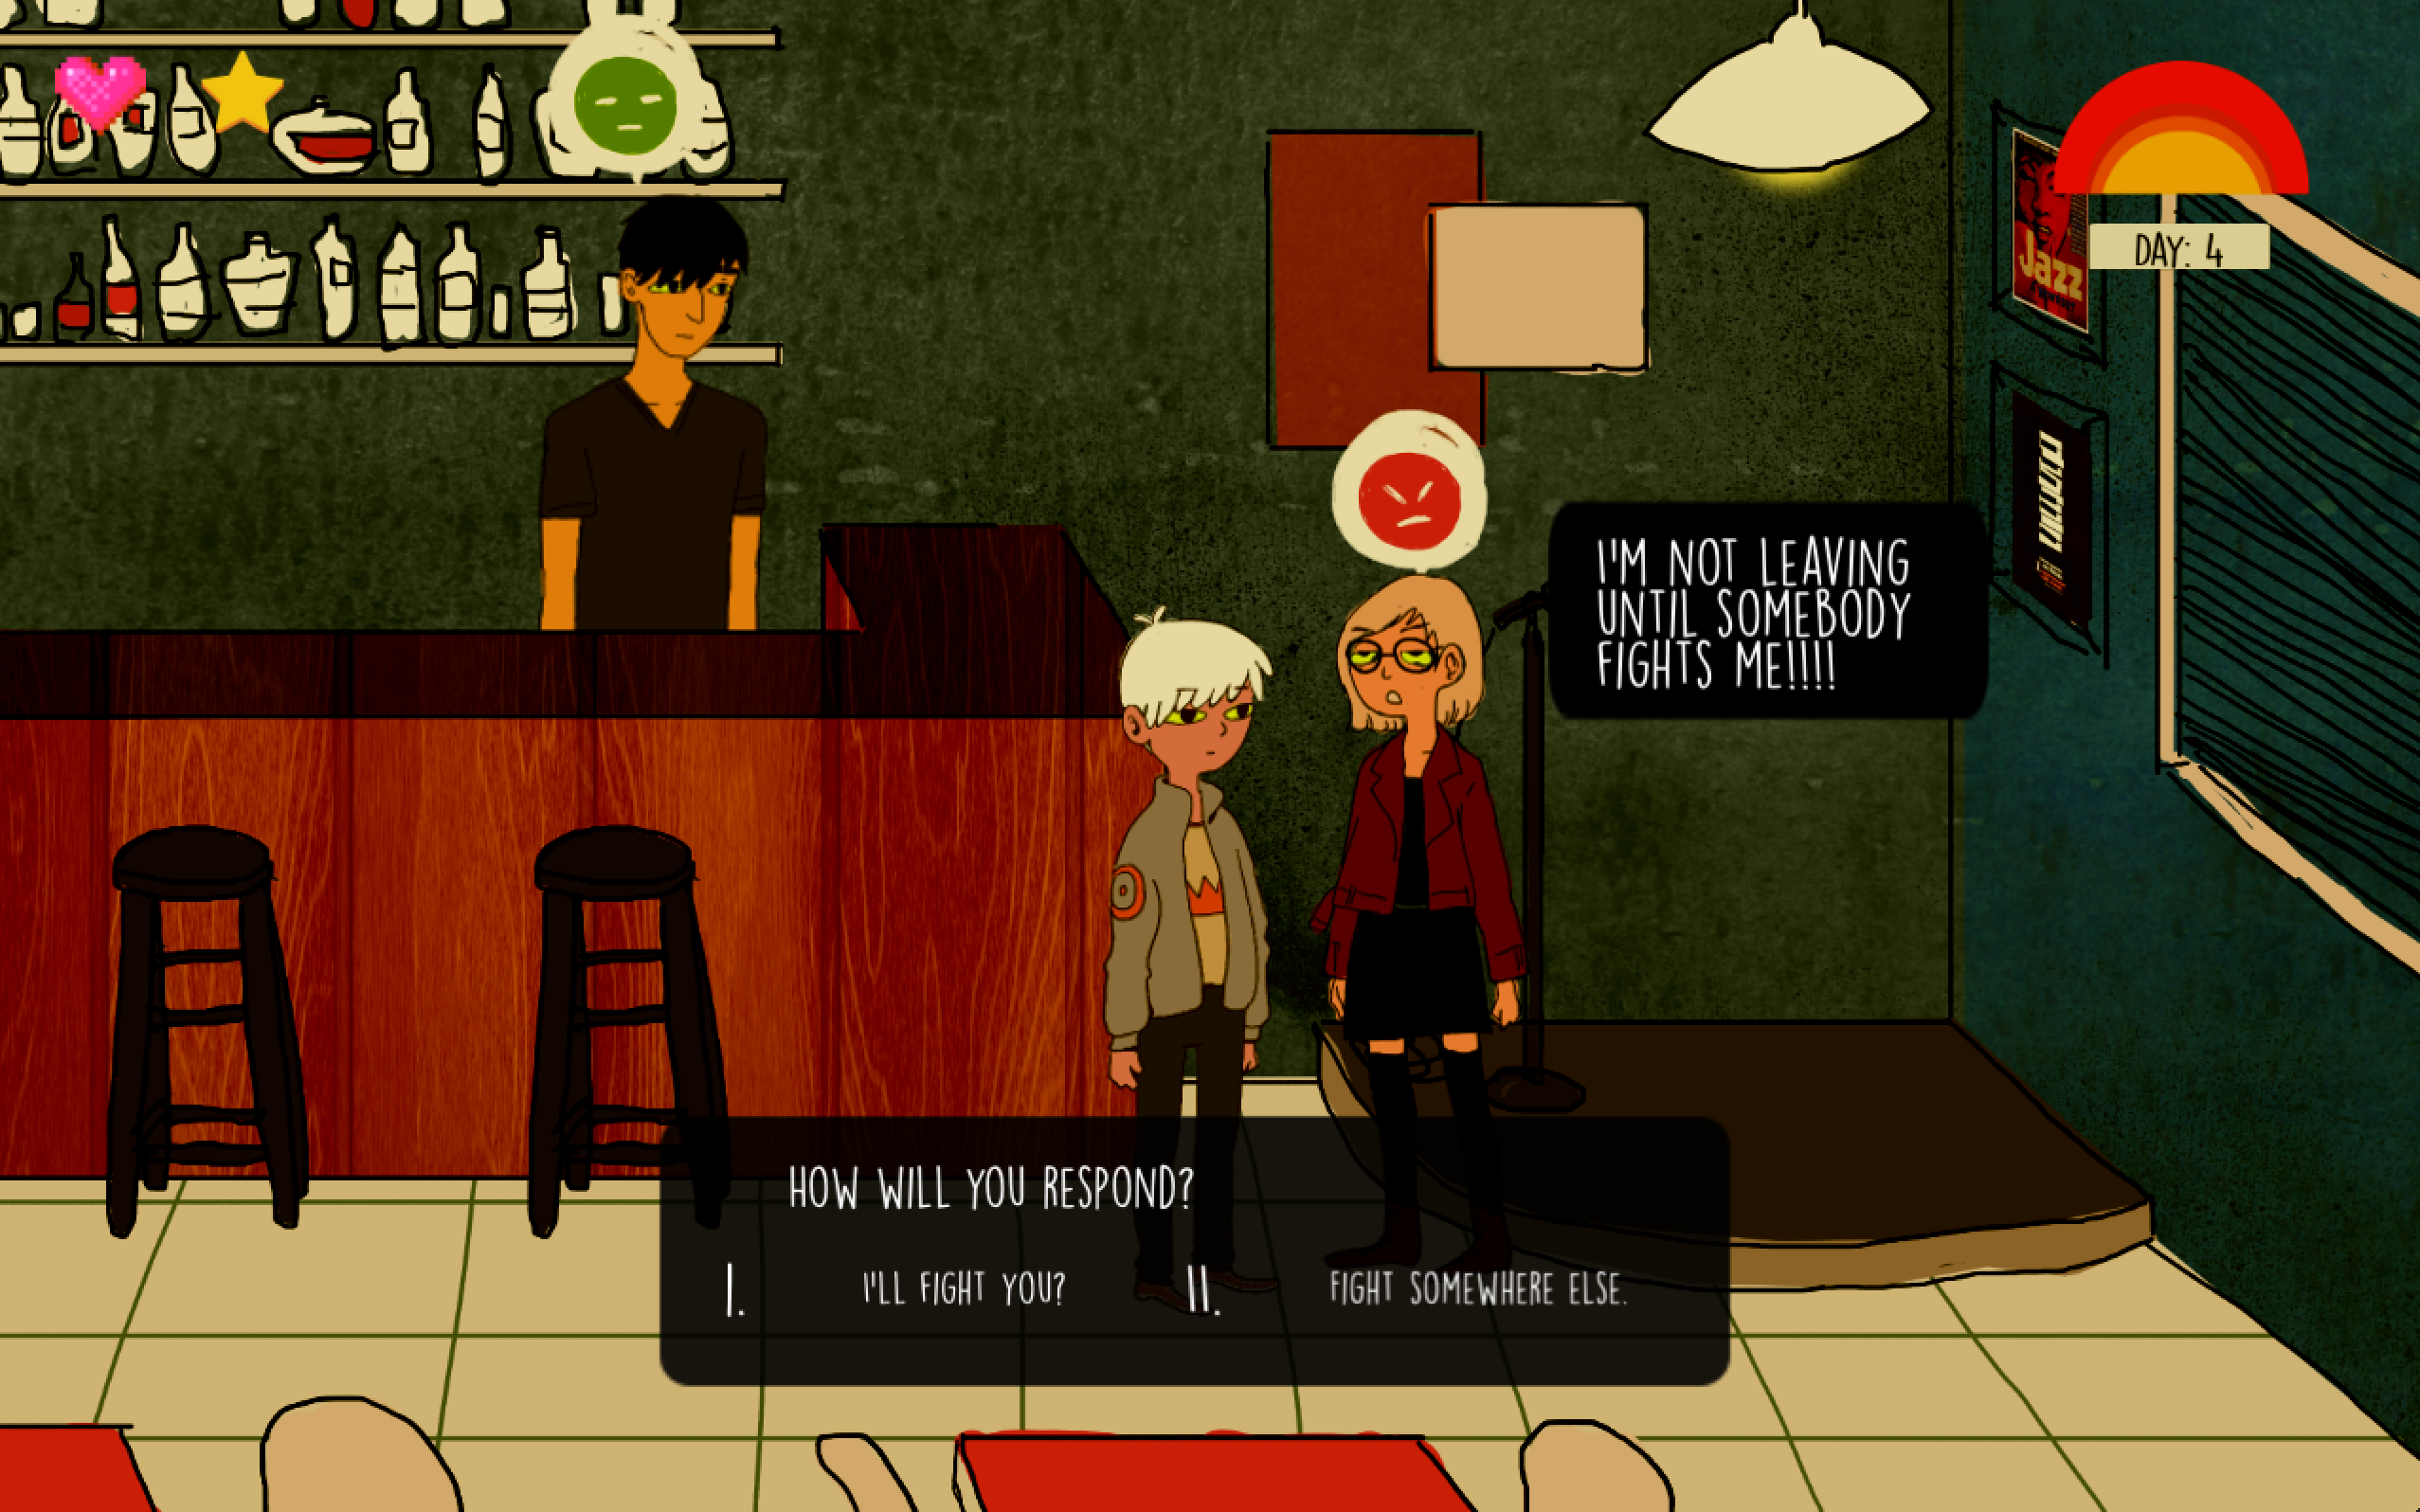 DAY: 4
Jazz
I'M NOT LEAVING
UNTIL SOMEBODY
FIGHTS ME!!!!
HOW WILL YOU RESPOND?
I. I'LL FIGHT YOU? II. FIGHT SOMEWHERE ELSE.